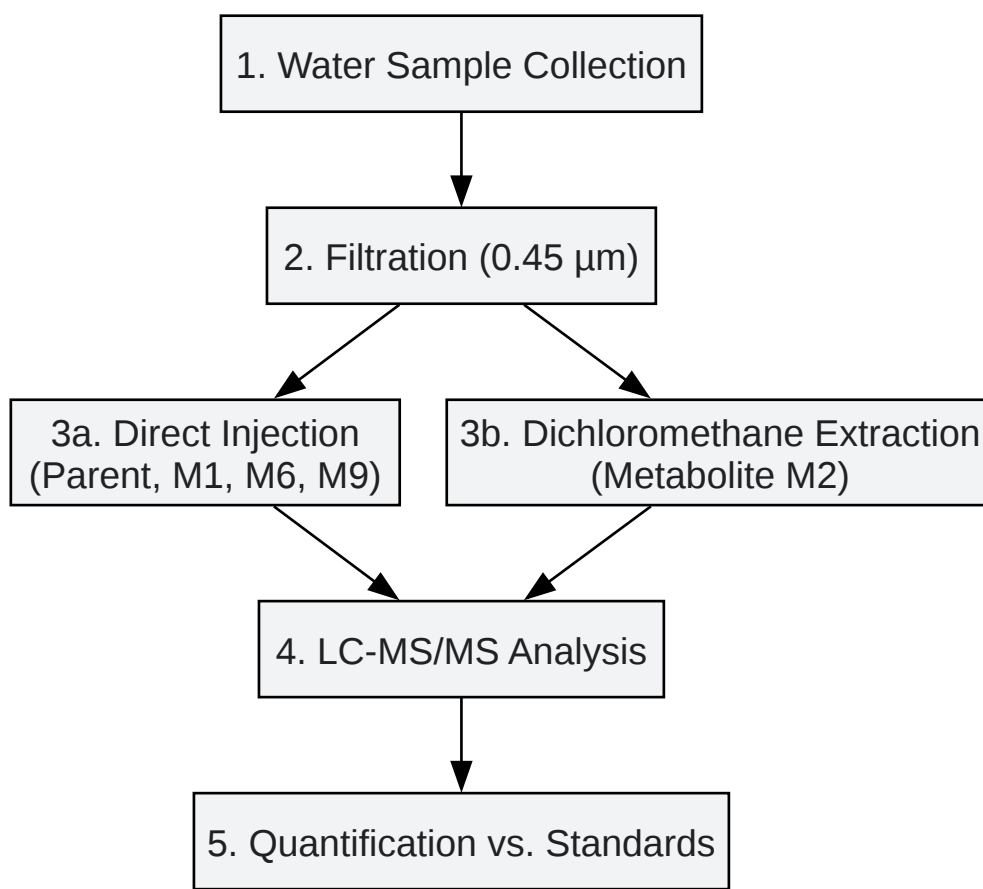 1. Water Sample Collection
2. Filtration (0.45 µm)
3a. Direct Injection
(Parent, M1, M6, M9)
3b. Dichloromethane Extraction
(Metabolite M2)
4. LC-MS/MS Analysis
5. Quantification vs. Standards